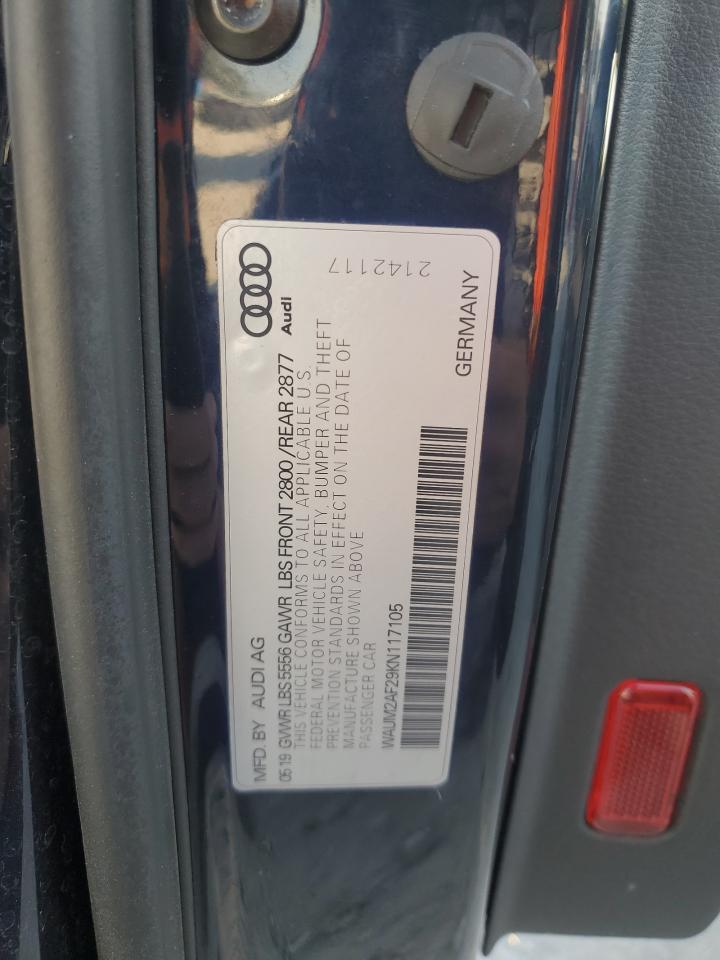 MFD. BY AUDI AG
Audi
05 19 GVWR LBS 5556 GAWR LBS FRONT 2800 / REAR 2877
THIS VEHICLE CONFORMS TO ALL APPLICABLE U.S.
FEDERAL MOTOR VEHICLE SAFETY, BUMPER AND THEFT
PREVENTION STANDARDS IN EFFECT ON THE DATE OF
MANUFACTURE SHOWN ABOVE
PASSENGER CAR
WAUM2AF29KN117105
2142117
GERMANY